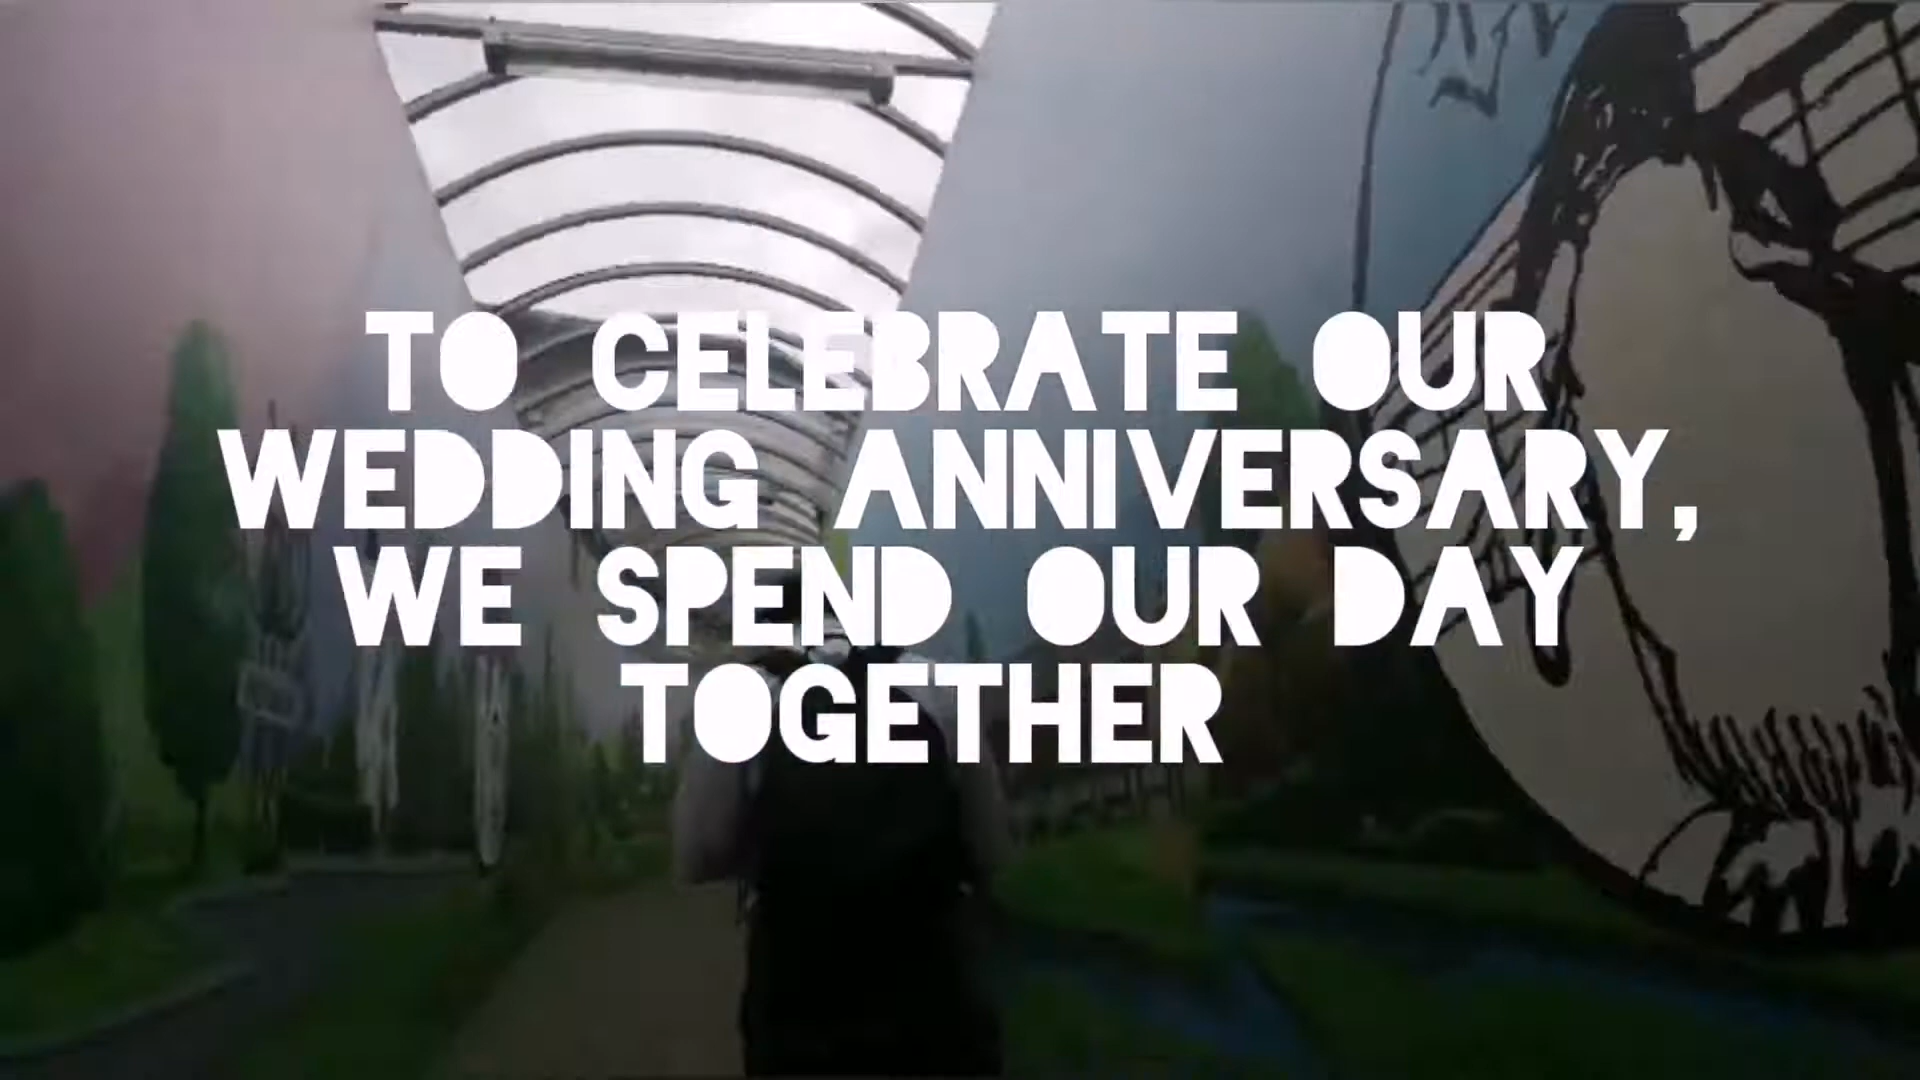 TO CELEBRATE OUR
WEDDING ANNIVERSARY,
WE SPEND OUR DAY
TOGETHER